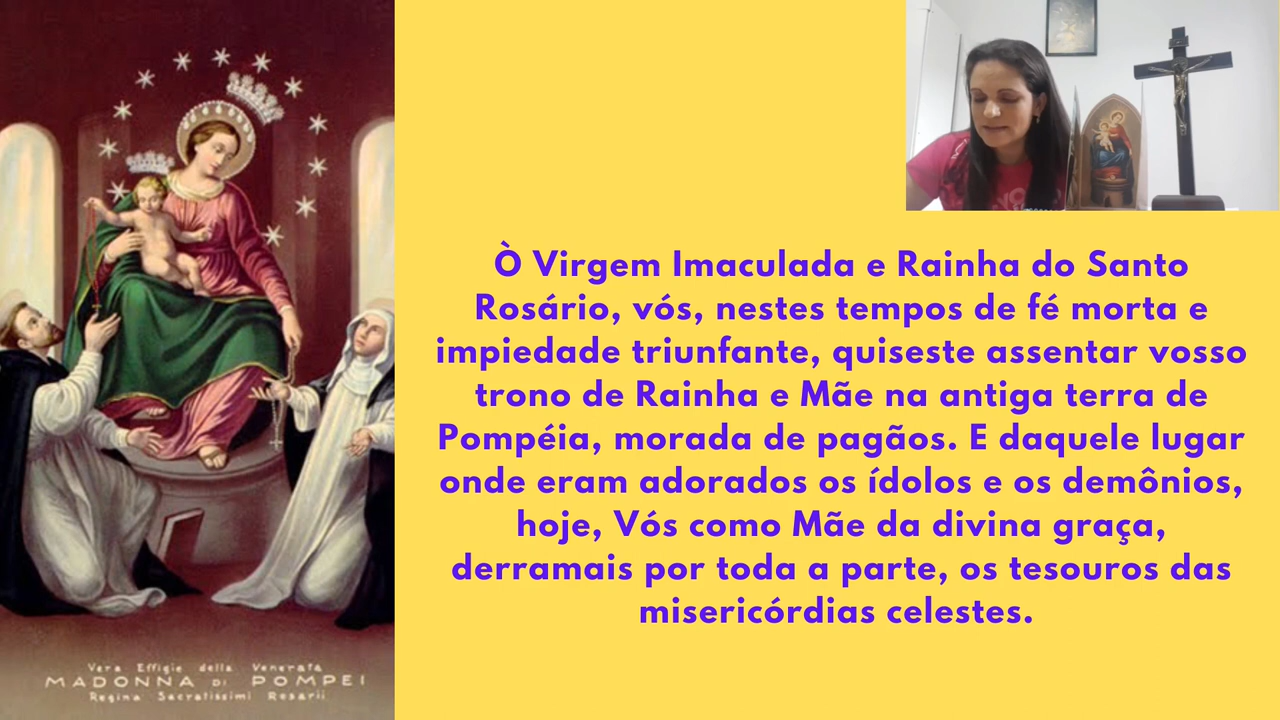 Ò Virgem Imaculada e Rainha do Santo
Rosário, vós, nestes tempos de fé morta e
impiedade triunfante, quiseste assentar vosso
trono de Rainha e Mãe na antiga terra de
Pompéia, morada de pagãos. E daquele lugar
onde eram adorados os ídolos e os demônios,
hoje, Vós como Mãe da divina graça,
derramais por toda a parte, os tesouros das
misericórdias celestes.
Vera Effigie della Venerata
MADONNA DI POMPEI
Regina Sacratissimi Rosarii